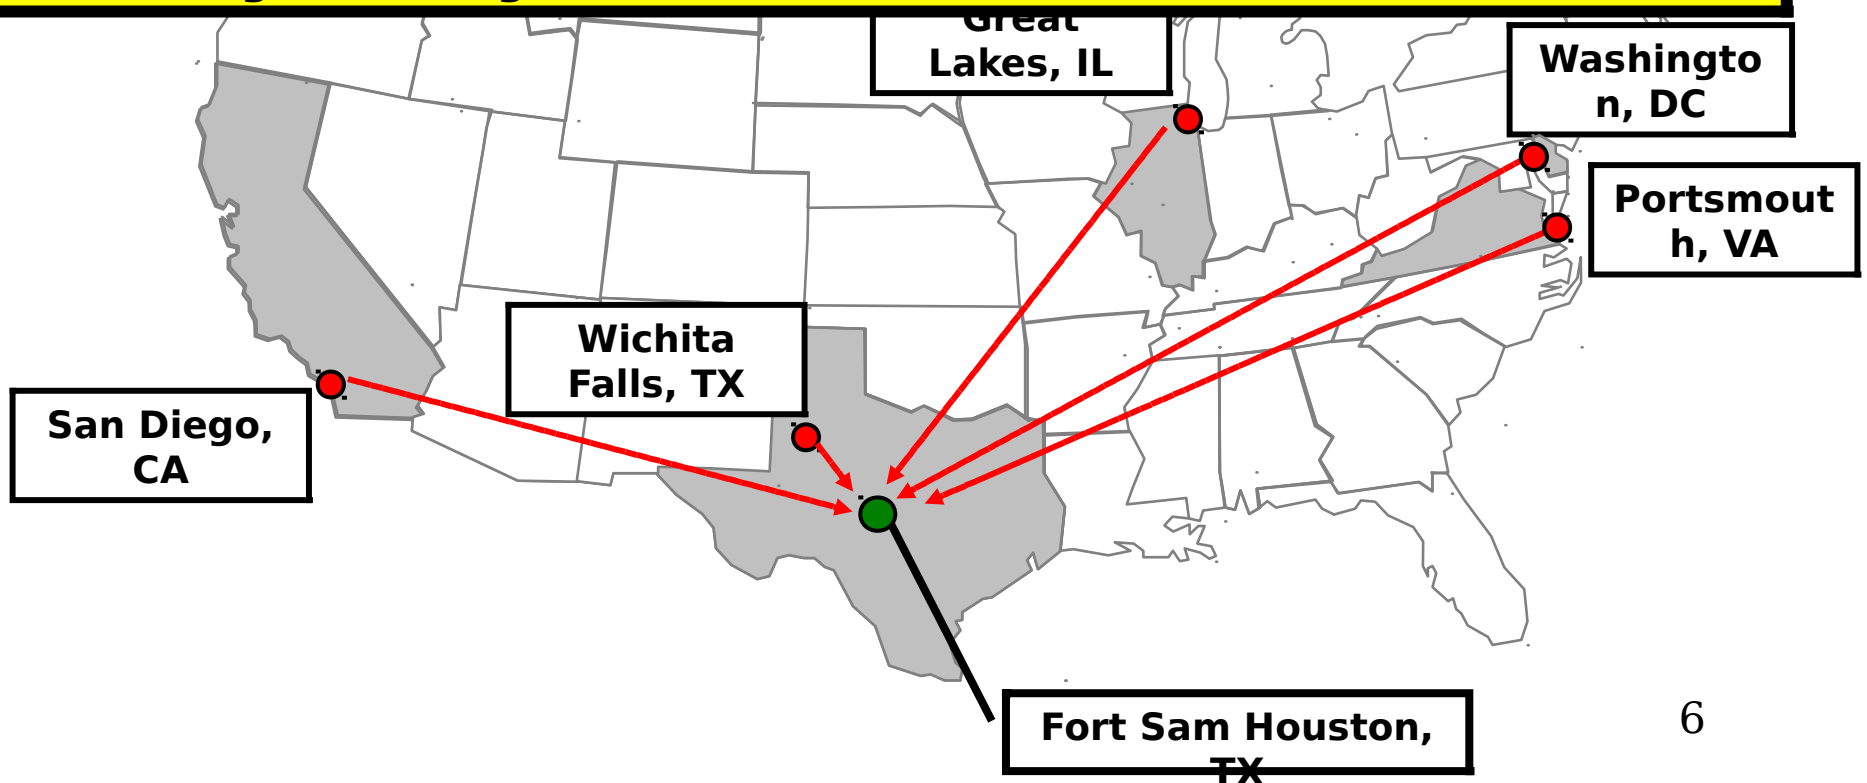 Great
Lakes, IL
Washingto
n, DC
Portsmout
h, VA
Wichita
Falls, TX
San Diego,
CA
Fort Sam Houston,
TX
6